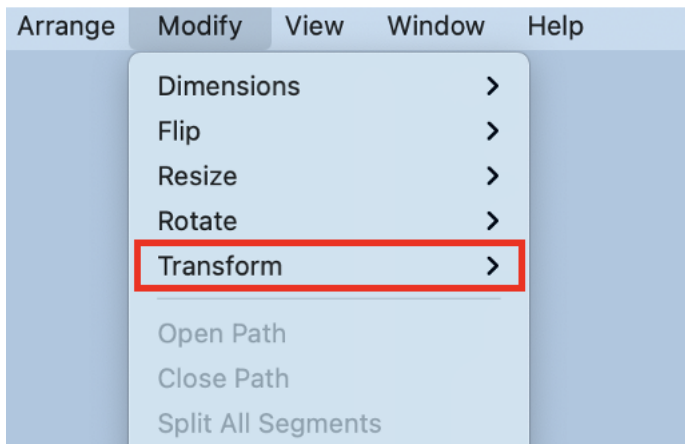 Arrange Modify View Window Help
Dimensions
Flip
Resize
Rotate
Transform
Open Path
Close Path
Split All Segments